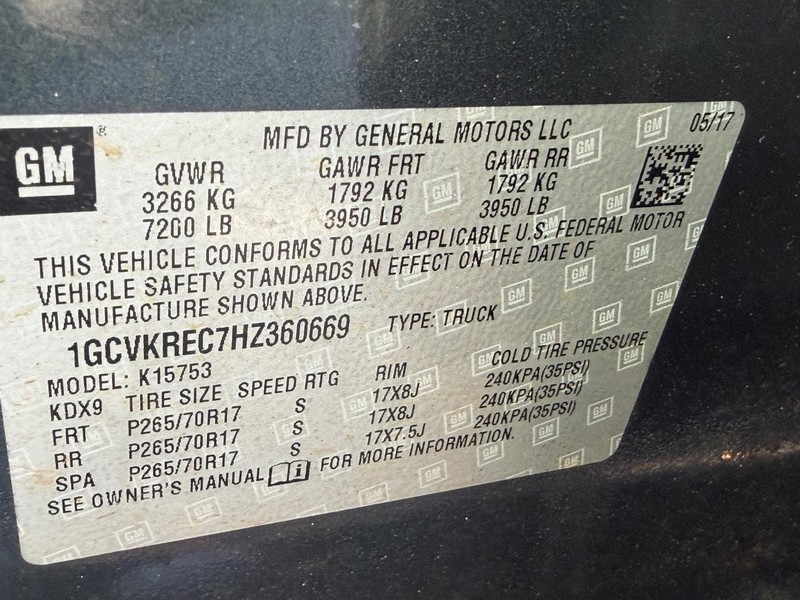 GM
MFD BY GENERAL MOTORS LLC 05/17
GVWR GAWR FRT GAWR RR
3266 KG 1792 KG 1792 KG
7200 LB 3950 LB 3950 LB
THIS VEHICLE CONFORMS TO ALL APPLICABLE U.S. FEDERAL MOTOR
VEHICLE SAFETY STANDARDS IN EFFECT ON THE DATE OF
MANUFACTURE SHOWN ABOVE.
1GCVKREC7HZ360669 TYPE: TRUCK
MODEL: K15753
KDX9 TIRE SIZE SPEED RTG RIM COLD TIRE PRESSURE
FRT P265/70R17 S 17X8J 240KPA(35PSI)
RR P265/70R17 S 17X8J 240KPA(35PSI)
SPA P265/70R17 S 17X7.5J 240KPA(35PSI)
SEE OWNER'S MANUAL FOR MORE INFORMATION.